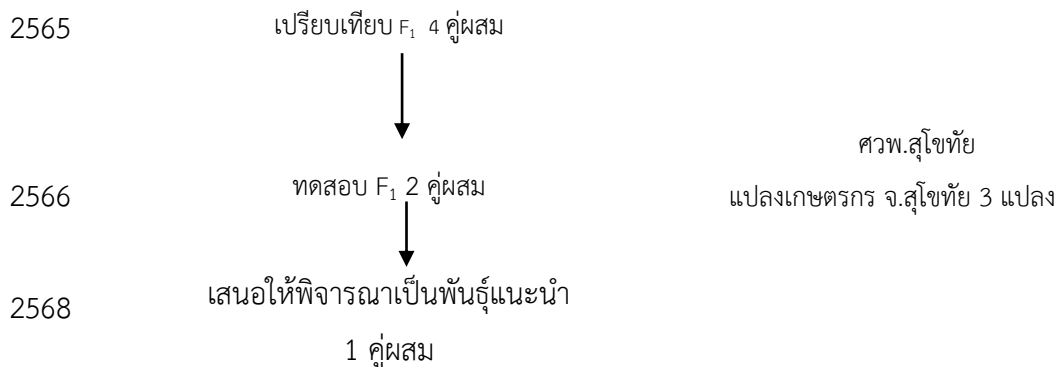 2565 เปรียบเทียบ F₁ 4 คู่ผสม
ศวพ.สุโขทัย
2566 ทดสอบ F₁ 2 คู่ผสม แปลงเกษตรกร จ.สุโขทัย 3 แปลง
2568 เสนอให้พิจารณาเป็นพันธุ์แนะนำ
1 คู่ผสม